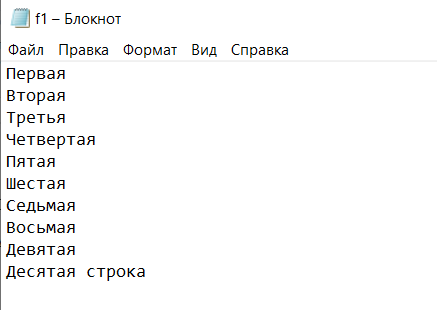 f1 – Блокнот
Файл Правка Формат Вид Справка
Первая
Вторая
Третья
Четвертая
Пятая
Шестая
Седьмая
Восьмая
Девятая
Десятая строка